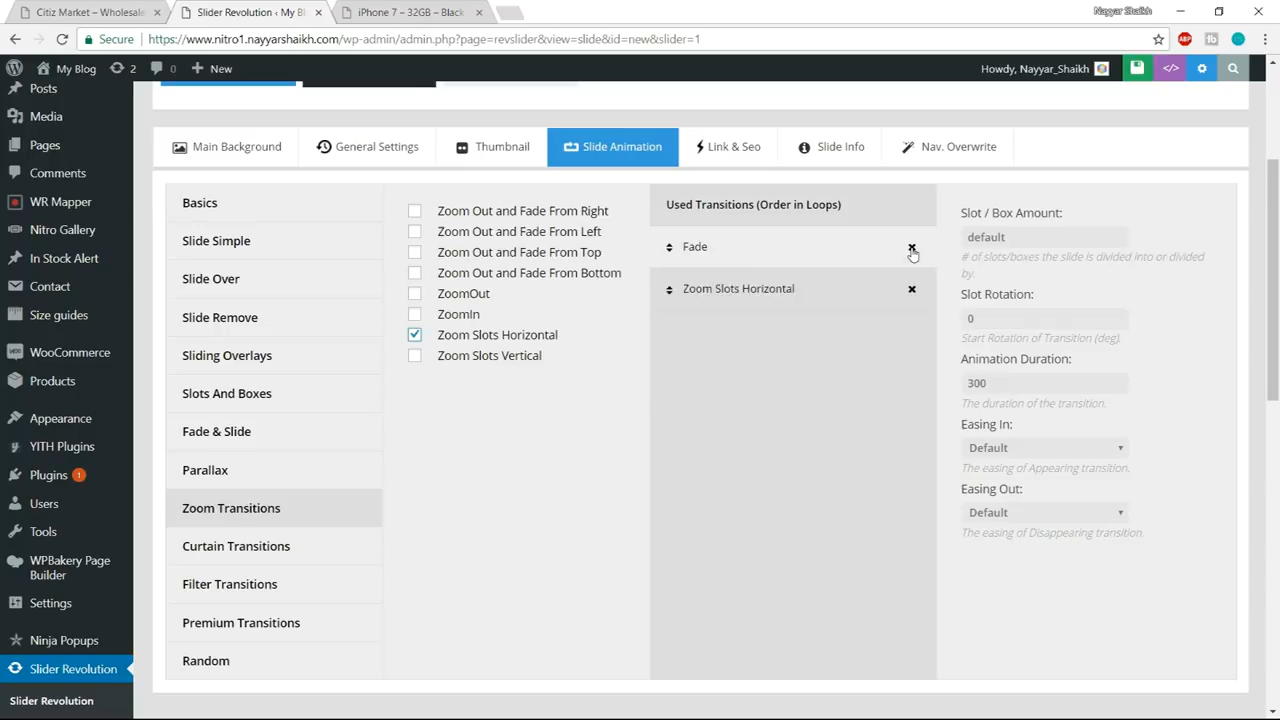 Citiz Market – Wholesale
Slider Revolution ‹ My Bl
iPhone 7 – 32GB – Black
Nayyar Shaikh
Secure
https://www.nitro1.nayyarshaikh.com/wp-admin/admin.php?page=revslider&view=slide&id=new&slider=1
ABP
fb
My Blog
2
0
New
Howdy, Nayyar_Shaikh
Posts
Media
Pages
Comments
WR Mapper
Nitro Gallery
In Stock Alert
Contact
Size guides
WooCommerce
Products
Appearance
YITH Plugins
Plugins 1
Users
Tools
WPBakery Page
Builder
Settings
Ninja Popups
Slider Revolution
Slider Revolution
Main Background
General Settings
Thumbnail
Slide Animation
Link & Seo
Slide Info
Nav. Overwrite
Basics
Slide Simple
Slide Over
Slide Remove
Sliding Overlays
Slots And Boxes
Fade & Slide
Parallax
Zoom Transitions
Curtain Transitions
Filter Transitions
Premium Transitions
Random
Zoom Out and Fade From Right
Zoom Out and Fade From Left
Zoom Out and Fade From Top
Zoom Out and Fade From Bottom
ZoomOut
ZoomIn
Zoom Slots Horizontal
Zoom Slots Vertical
Used Transitions (Order in Loops)
Fade
Zoom Slots Horizontal
Slot / Box Amount:
default
# of slots/boxes the slide is divided into or divided
by.
Slot Rotation:
0
Start Rotation of Transition (deg).
Animation Duration:
300
The duration of the transition.
Easing In:
Default
The easing of Appearing transition.
Easing Out:
Default
The easing of Disappearing transition.